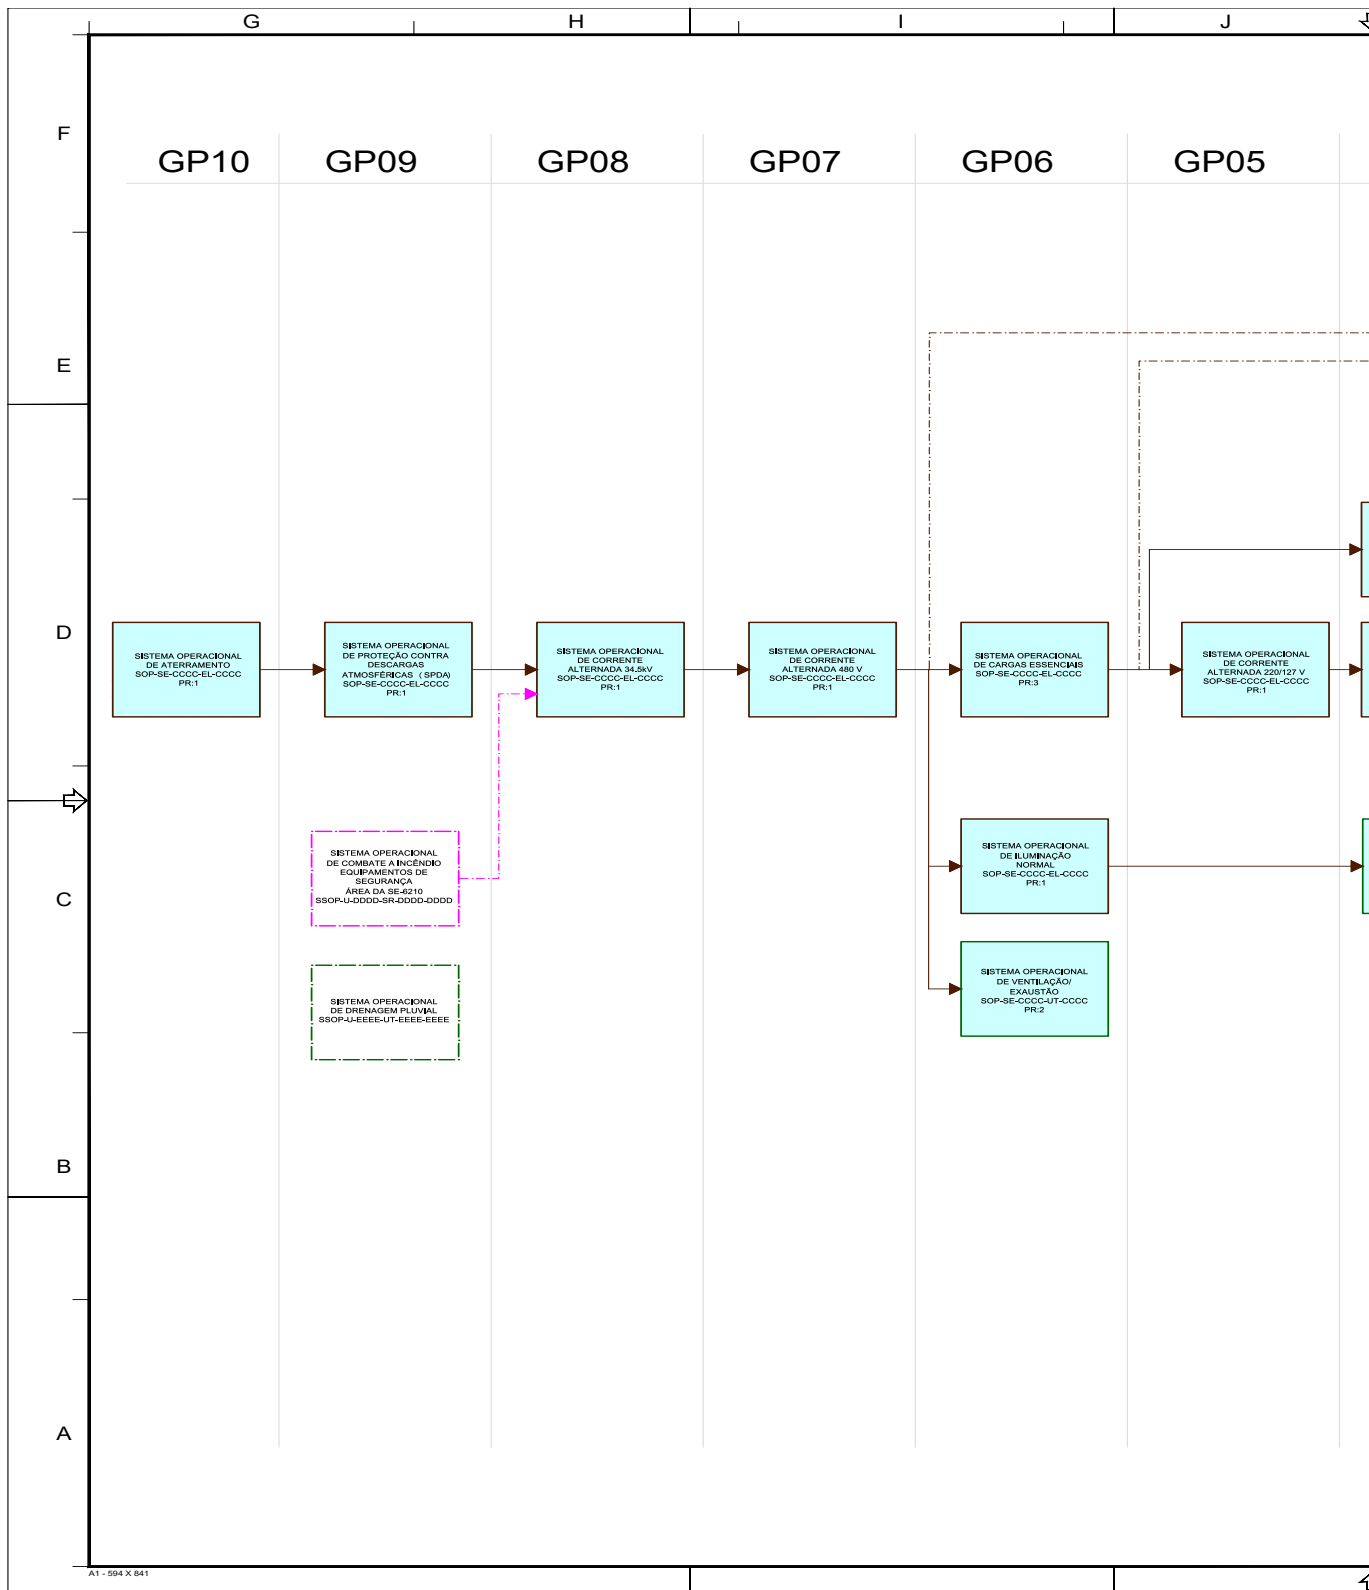 G H I J
F
GP10 GP09 GP08 GP07 GP06 GP05
E
D
SISTEMA OPERACIONAL
DE ATERRAMENTO
SOP-SE-CCCC-EL-CCCC
PR:1
SISTEMA OPERACIONAL
DE PROTEÇÃO CONTRA
DESCARGAS
ATMOSFÉRICAS (SPDA)
SOP-SE-CCCC-EL-CCCC
PR:1
SISTEMA OPERACIONAL
DE CORRENTE
ALTERNADA 34.5kV
SOP-SE-CCCC-EL-CCCC
PR:1
SISTEMA OPERACIONAL
DE CORRENTE
ALTERNADA 480 V
SOP-SE-CCCC-EL-CCCC
PR:1
SISTEMA OPERACIONAL
DE CARGAS ESSENCIAIS
SOP-SE-CCCC-EL-CCCC
PR:3
SISTEMA OPERACIONAL
DE CORRENTE
ALTERNADA 220/127 V
SOP-SE-CCCC-EL-CCCC
PR:1
C
SISTEMA OPERACIONAL
DE COMBATE A INCÊNDIO
EQUIPAMENTOS DE
SEGURANÇA
ÁREA DA SE-6210
SSOP-U-DDDD-SR-DDDD-DDDD
SISTEMA OPERACIONAL
DE ILUMINAÇÃO
NORMAL
SOP-SE-CCCC-EL-CCCC
PR:1
SISTEMA OPERACIONAL
DE DRENAGEM PLUVIAL
SSOP-U-EEEE-UT-EEEE-EEEE
SISTEMA OPERACIONAL
DE VENTILAÇÃO/
EXAUSTÃO
SOP-SE-CCCC-UT-CCCC
PR:2
B
A
A1 - 594 X 841